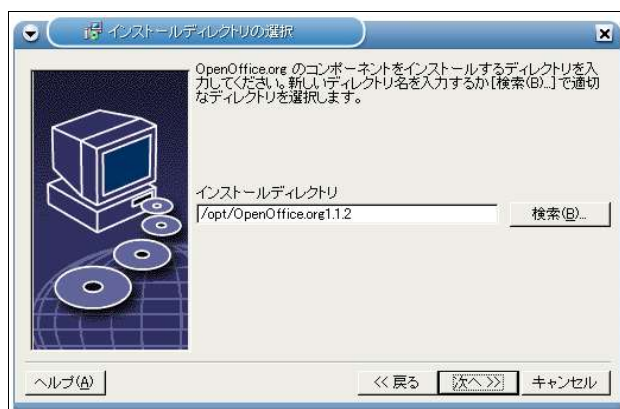 インストールディレクトリの選択
OpenOffice.org のコンポーネントをインストールするディレクトリを入
力してください。新しいディレクトリ名を入力するか[検索(B)...]で適切
なディレクトリを選択します。
インストールディレクトリ
/opt/OpenOffice.org1.1.2
検索(B)...
ヘルプ(A)
<< 戻る
次へ >>
キャンセル